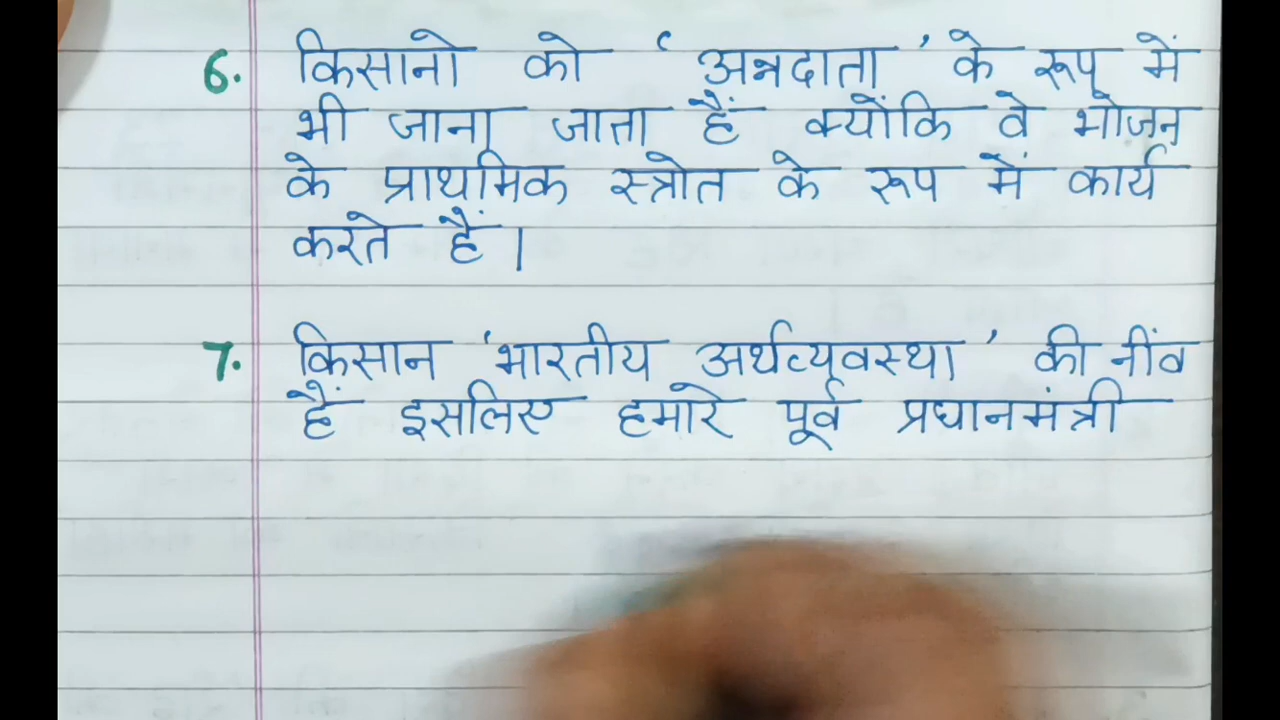 6. किसानो को ‘अन्नदाता’ के रूप में
भी जाना जाता हैं क्योंकि वे भोजन
के प्राथमिक स्त्रोत के रूप में कार्य
करते हैं।
7. किसान ‘भारतीय अर्थव्यवस्था’ की नींव
हैं इसलिए हमारे पूर्व प्रधानमंत्री